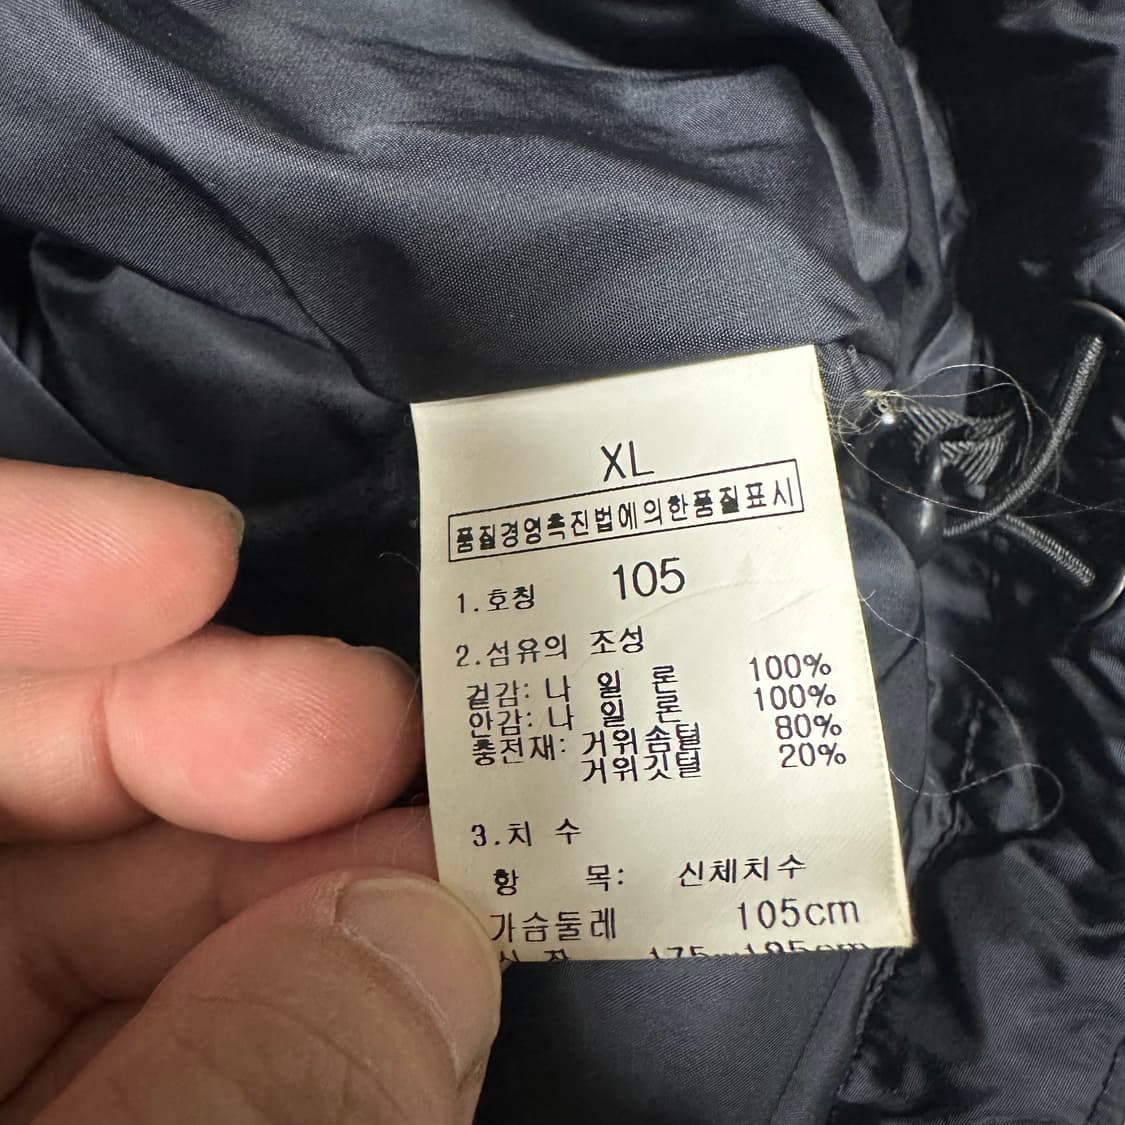 XL
품질경영촉진법에의한품질표시
1.호칭 105
2.섬유의 조성
겉감: 나 일 론 100%
안감: 나 일 론 100%
충전재: 거위솜털 80%
거위깃털 20%
3.치 수
항 목: 신체치수
가슴둘레 105cm